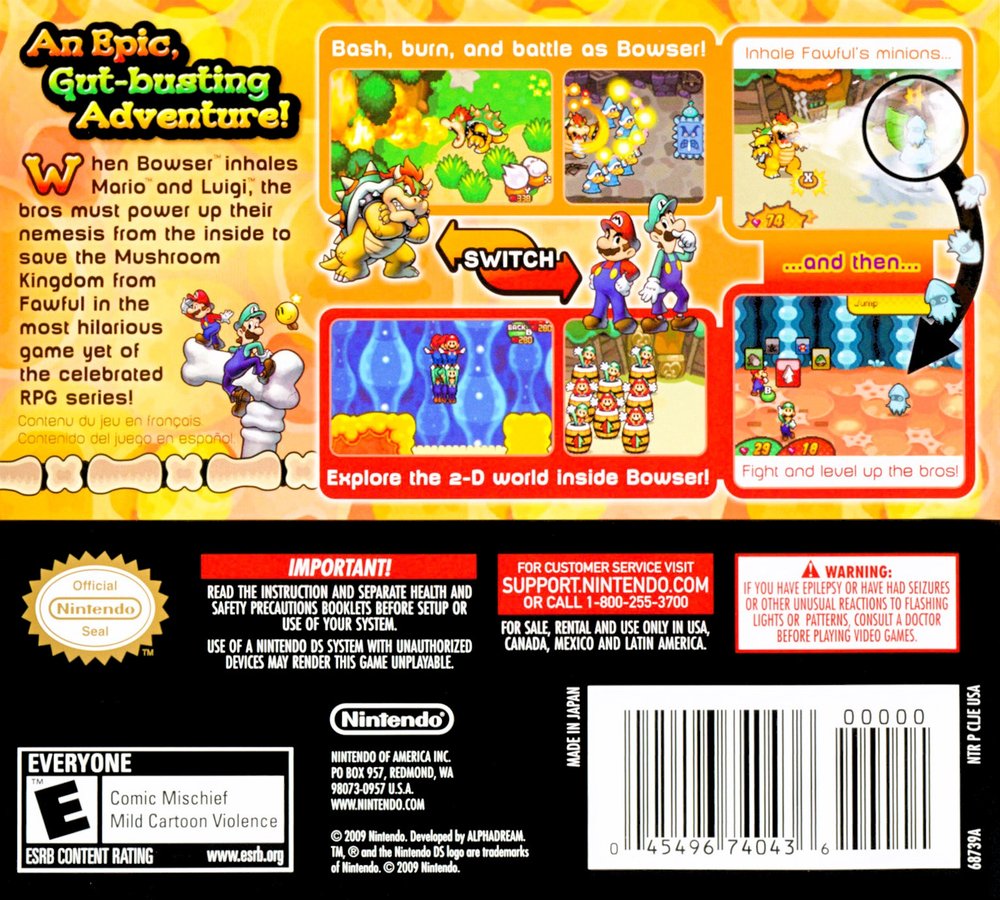 An Epic,
Gut-busting
Adventure!
When Bowser™ inhales
Mario™ and Luigi™, the
bros must power up their
nemesis from the inside to
save the Mushroom
Kingdom from
Fawful in the
most hilarious
game yet of
the celebrated
RPG series!
Contenu du jeu en français.
Contenido del juego en español.
Bash, burn, and battle as Bowser!
338
SWITCH
BACK
280
280
Explore the 2-D world inside Bowser!
Inhale Fawful's minions...
X
74
...and then...
Jump
29
18
Fight and level up the bros!
Official
Nintendo
Seal
TM
IMPORTANT!
READ THE INSTRUCTION AND SEPARATE HEALTH AND
SAFETY PRECAUTIONS BOOKLETS BEFORE SETUP OR
USE OF YOUR SYSTEM.
USE OF A NINTENDO DS SYSTEM WITH UNAUTHORIZED
DEVICES MAY RENDER THIS GAME UNPLAYABLE.
FOR CUSTOMER SERVICE VISIT
SUPPORT.NINTENDO.COM
OR CALL 1-800-255-3700
FOR SALE, RENTAL AND USE ONLY IN USA,
CANADA, MEXICO AND LATIN AMERICA.
WARNING:
IF YOU HAVE EPILEPSY OR HAVE HAD SEIZURES
OR OTHER UNUSUAL REACTIONS TO FLASHING
LIGHTS OR PATTERNS, CONSULT A DOCTOR
BEFORE PLAYING VIDEO GAMES.
EVERYONE
TM
E
Comic Mischief
Mild Cartoon Violence
ESRB CONTENT RATING www.esrb.org
Nintendo®
NINTENDO OF AMERICA INC.
PO BOX 957, REDMOND, WA
98073-0957 U.S.A.
WWW.NINTENDO.COM
© 2009 Nintendo. Developed by ALPHADREAM.
TM, ® and the Nintendo DS logo are trademarks
of Nintendo. © 2009 Nintendo.
MADE IN JAPAN
00000
0 45496 74043 6
NTR P CLJE USA
68739A